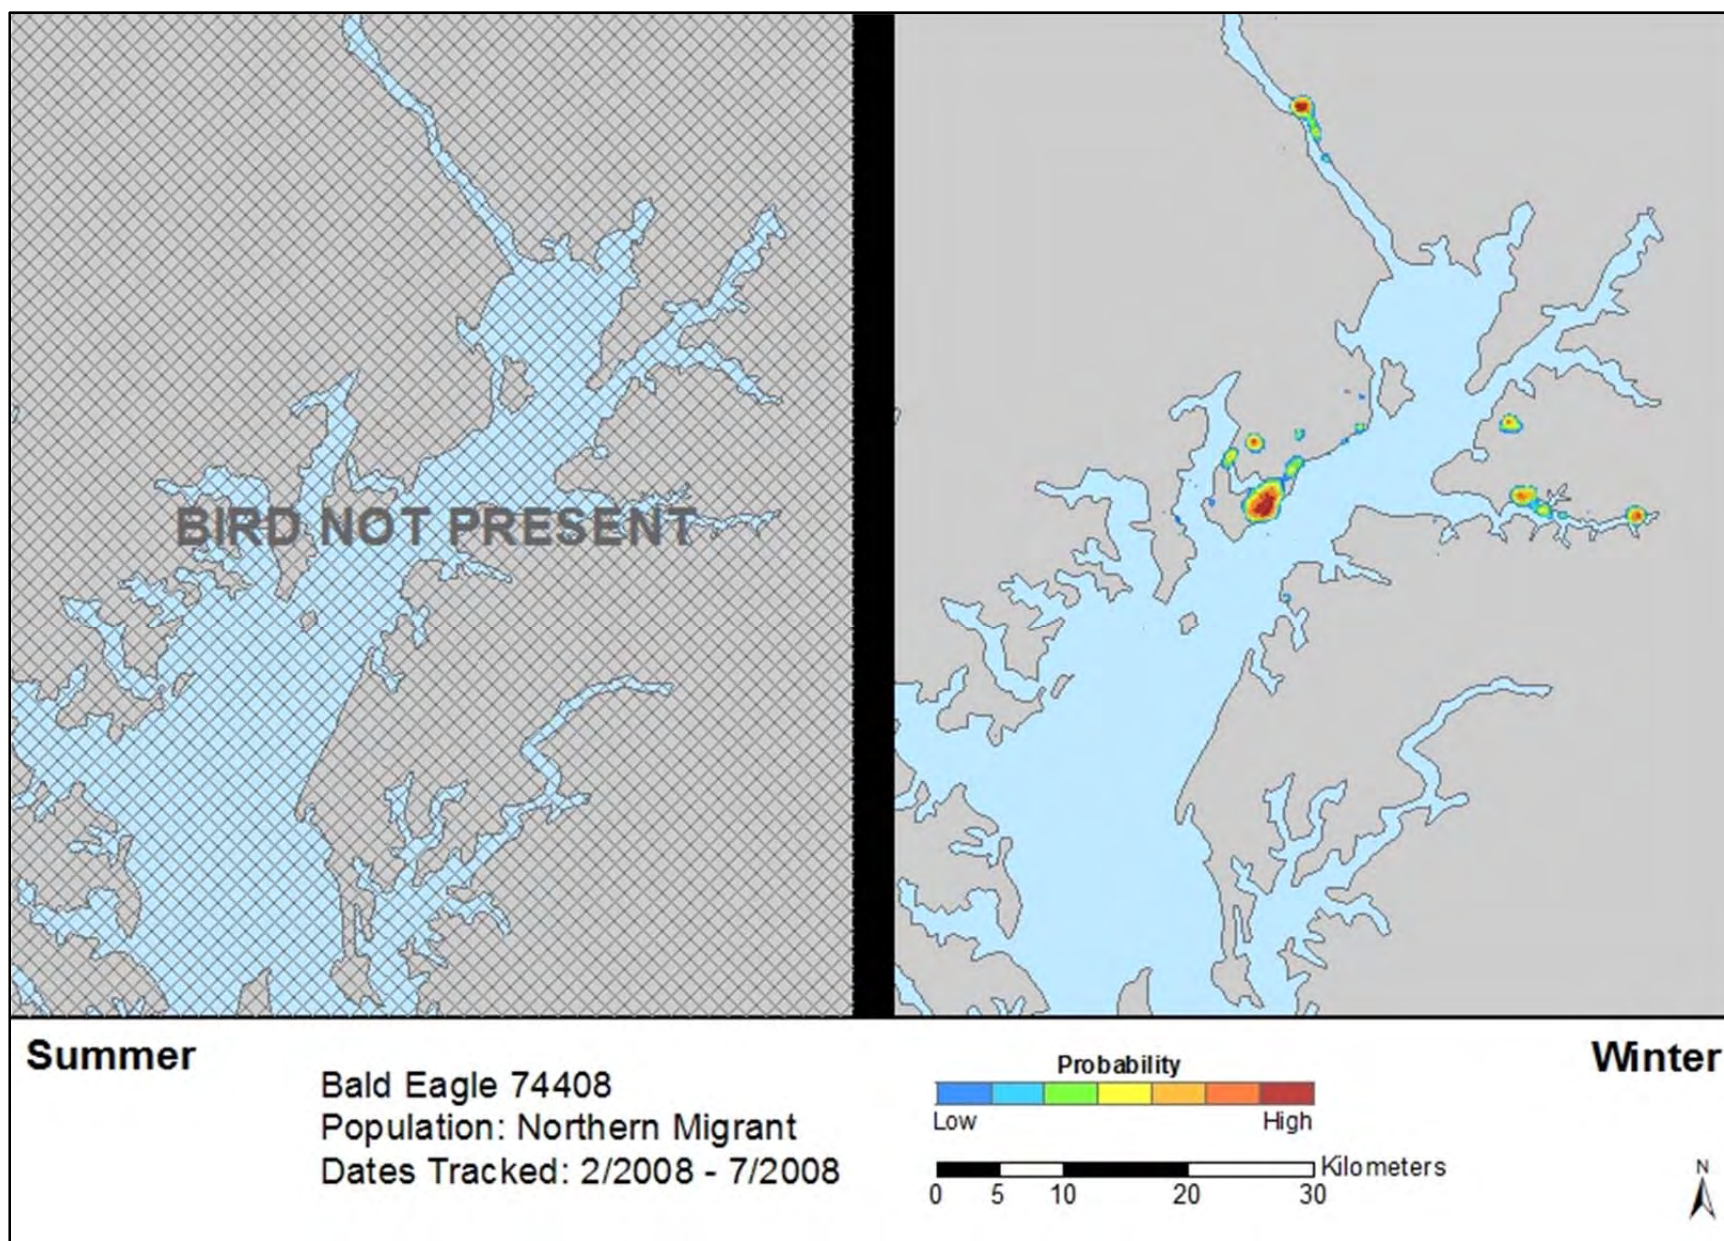 BIRD NOT PRESENT
Summer
Winter
Bald Eagle 74408
Population: Northern Migrant
Dates Tracked: 2/2008 - 7/2008
Probability
Low High
Kilometers
0 5 10 20 30
N